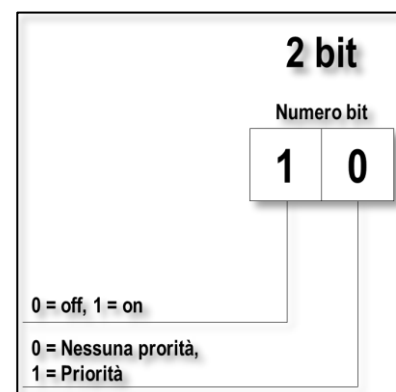 2 bit
Numero bit
1 0
0 = off, 1 = on
0 = Nessuna prorità,
1 = Priorità